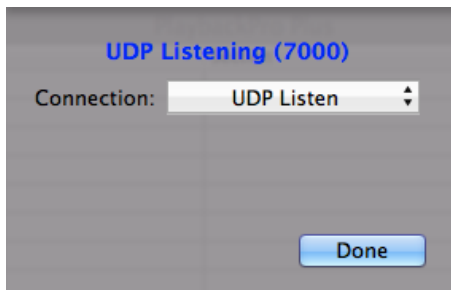 UDP Listening (7000)
Connection: UDP Listen
Done